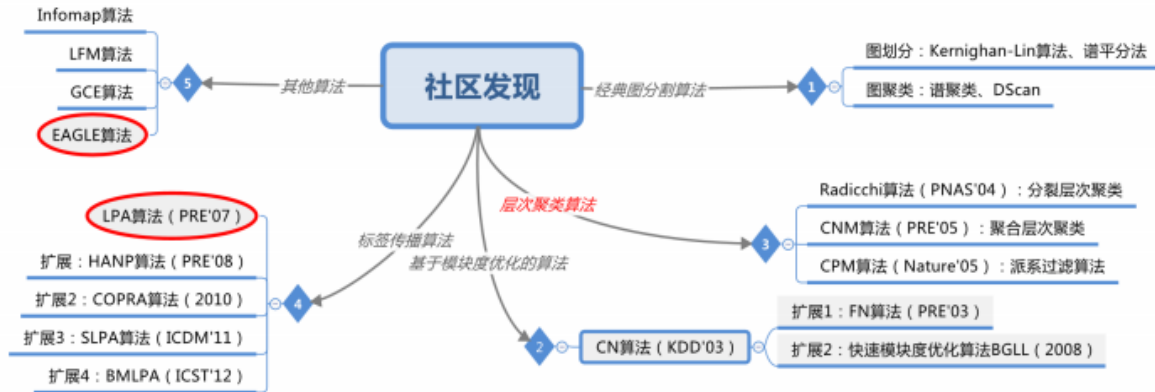 社区发现
经典图分割算法
1
图划分：Kernighan-Lin算法、谱平分法
图聚类：谱聚类、DScan
基于模块度优化的算法
2
CN算法（KDD'03）
扩展1：FN算法（PRE'03）
扩展2：快速模块度优化算法BGLL（2008）
层次聚类算法
3
Radicchi算法（PNAS'04）：分裂层次聚类
CNM算法（PRE'05）：聚合层次聚类
CPM算法（Nature'05）：派系过滤算法
标签传播算法
4
LPA算法（PRE'07）
扩展：HANP算法（PRE'08）
扩展2：COPRA算法（2010）
扩展3：SLPA算法（ICDM'11）
扩展4：BMLPA（ICST'12）
其他算法
5
Infomap算法
LFM算法
GCE算法
EAGLE算法